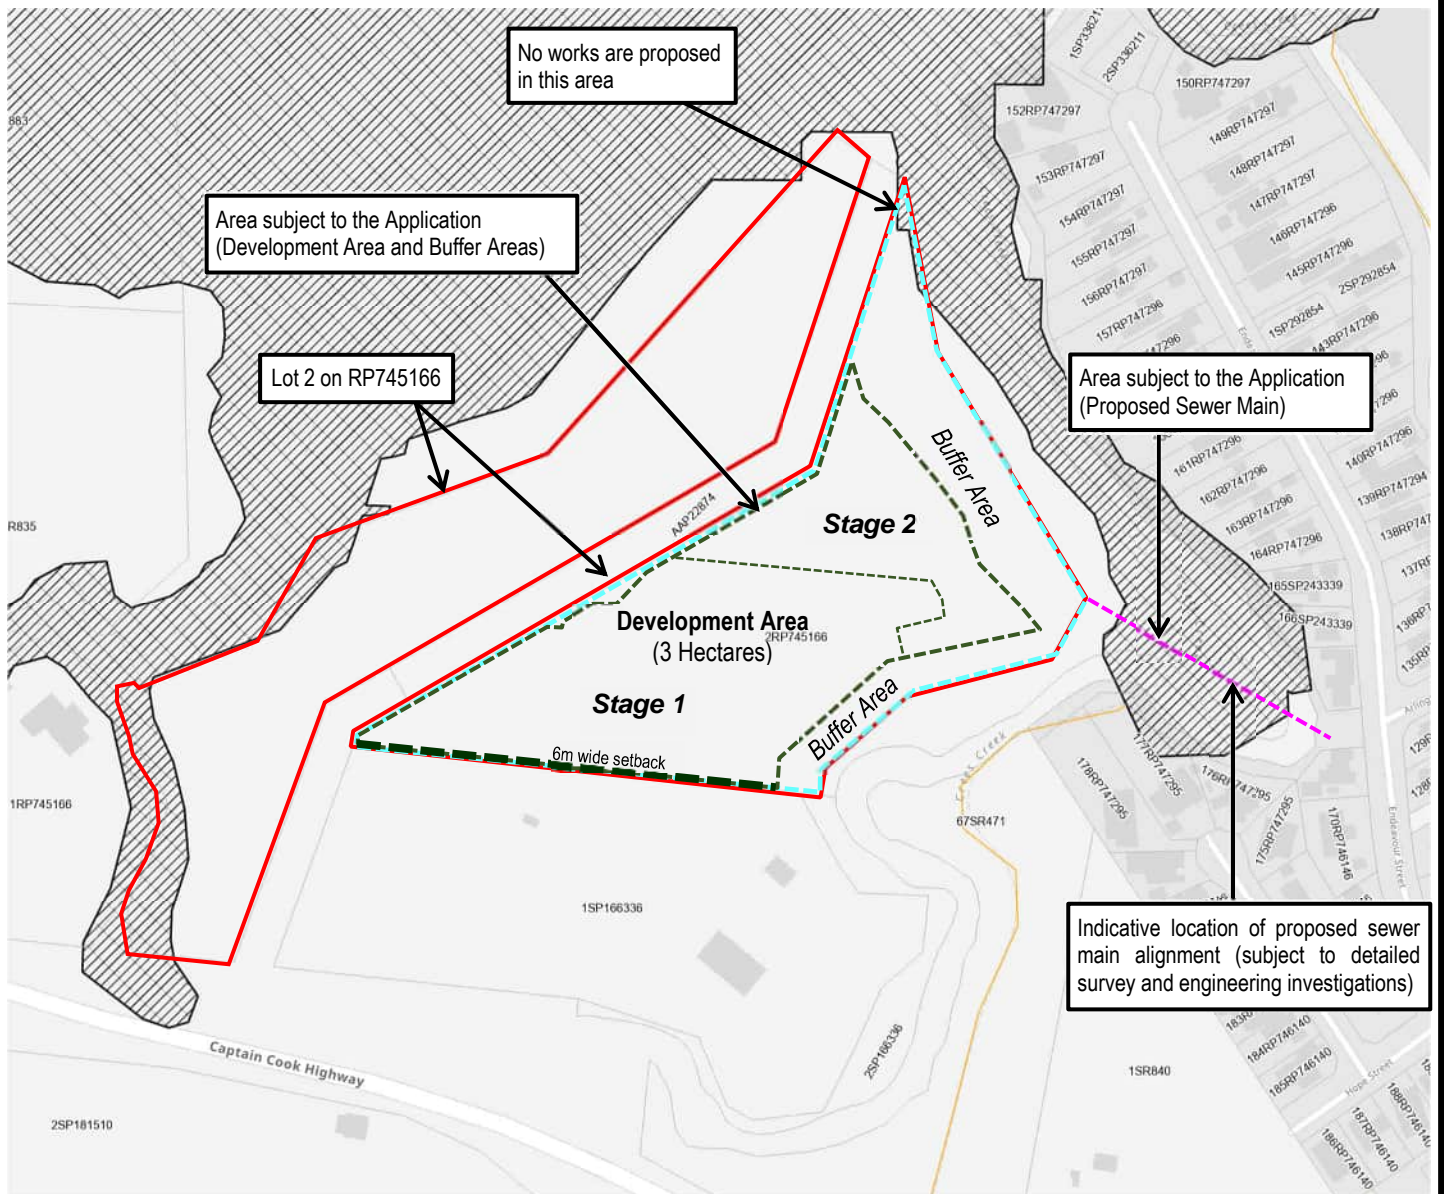 1SP336211
2SP336211
No works are proposed
in this area
883
150RP747297
152RP747297
149RP747297
148RP747297
153RP747297
147RP747297
154RP747297
146RP747296
Area subject to the Application
(Development Area and Buffer Areas)
155RP747297
145RP747296
2SP292854
156RP747297
1SP292854
157RP747296
143RP747296
Lot 2 on RP745166
Area subject to the Application
(Proposed Sewer Main)
Buffer Area
140RP747296
161RP747296
162RP747296
139RP747294
163RP747296
AAP22874
Stage 2
R835
164RP747296
165SP243339
166SP243339
Development Area
2RP745166
(3 Hectares)
Stage 1
Buffer Area
6m wide setback
Crees Creek
177RP747295
178RP747295
176RP747295
175RP747295
170RP746146
Endeavour Street
1RP745166
67SR471
1SP166336
Indicative location of proposed sewer
main alignment (subject to detailed
survey and engineering investigations)
184RP746140
185RP746140
Captain Cook Highway
2SP166336
1SR840
Hope Street
188RP746140
187RP746140
186RP746140
2SP181510